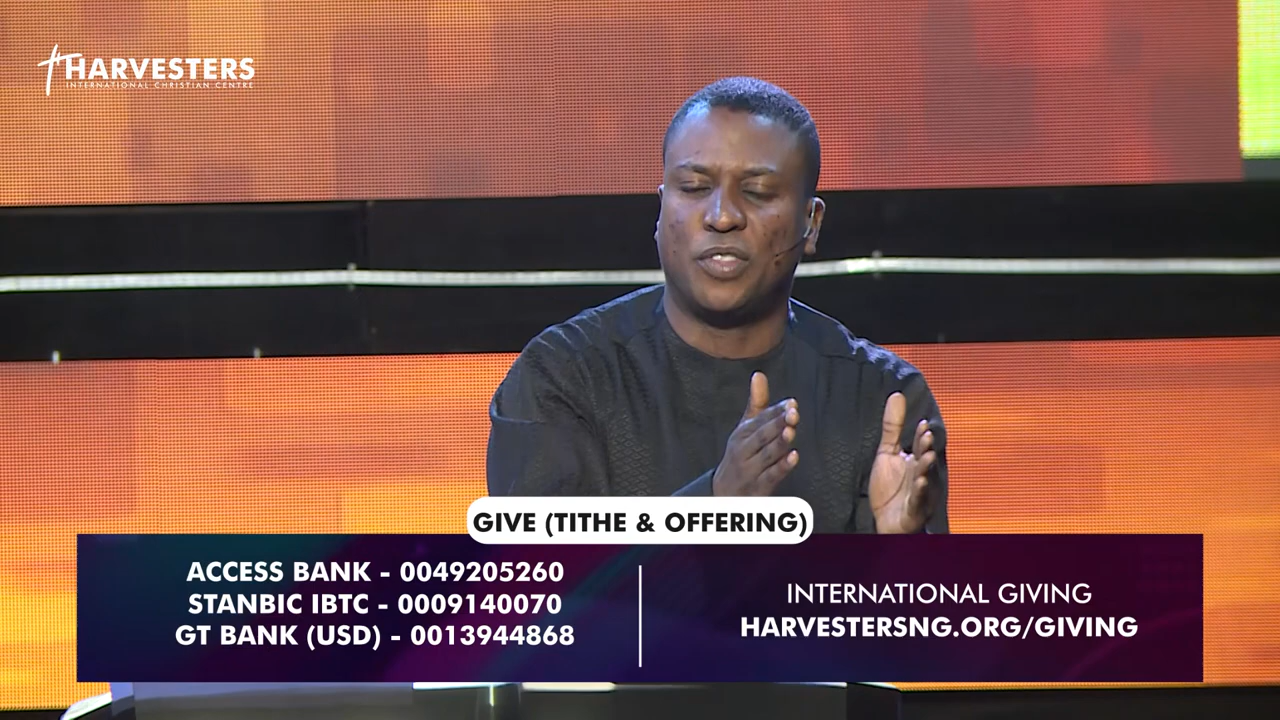 HARVESTERS
INTERNATIONAL CHRISTIAN CENTRE
GIVE (TITHE & OFFERING)
ACCESS BANK - 0049205260
STANBIC IBTC - 0009140070
GT BANK (USD) - 0013944868
INTERNATIONAL GIVING
HARVESTERSNG.ORG/GIVING